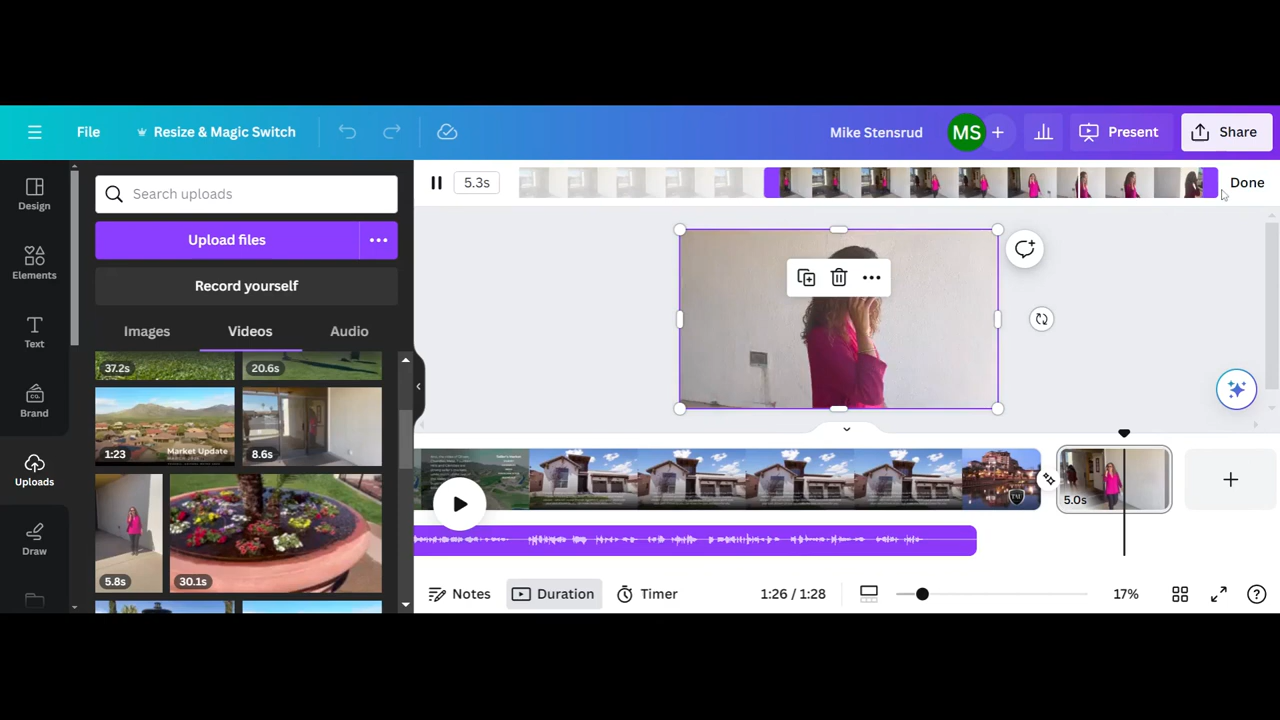 File
Resize & Magic Switch
Mike Stensrud
MS
Present
Share
Design
Elements
Text
Brand
Uploads
Draw
Search uploads
Upload files
Record yourself
Images
Videos
Audio
37.2s
20.6s
1:23
Market Update
8.6s
5.8s
30.1s
5.3s
Done
5.0s
Notes
Duration
Timer
1:26 / 1:28
17%